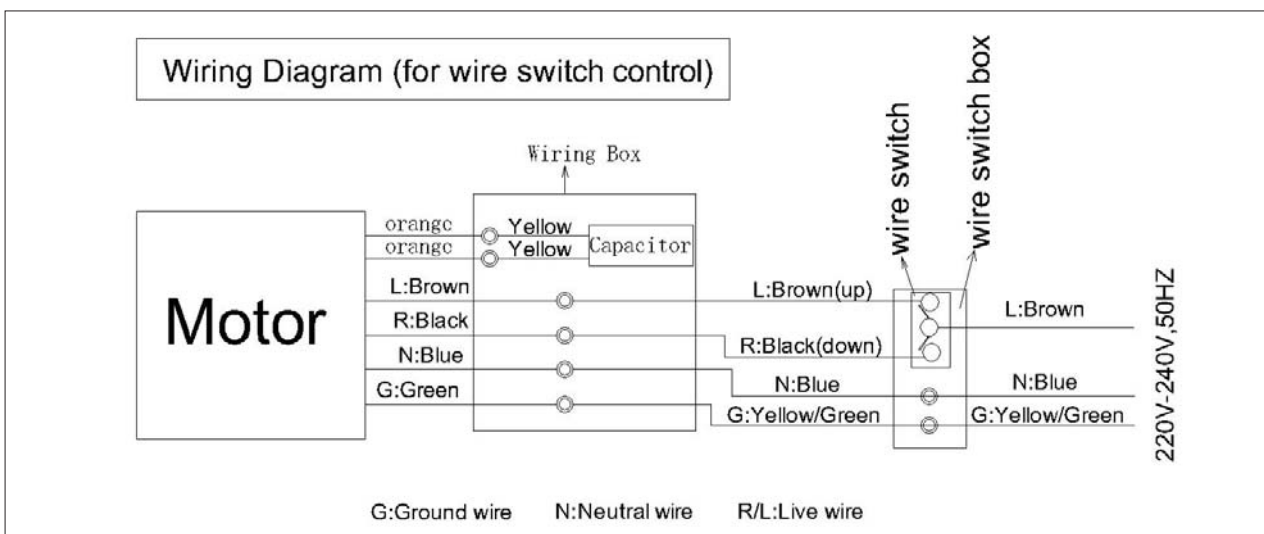 Wiring Diagram (for wire switch control)
wire switch
wire switch box
Wiring Box
orange
Yellow
orange
Yellow
Capacitor
Motor
L:Brown
L:Brown(up)
L:Brown
R:Black
R:Black(down)
N:Blue
N:Blue
N:Blue
G:Green
G:Yellow/Green
G:Yellow/Green
220V-240V,50HZ
G:Ground wire N:Neutral wire R/L:Live wire